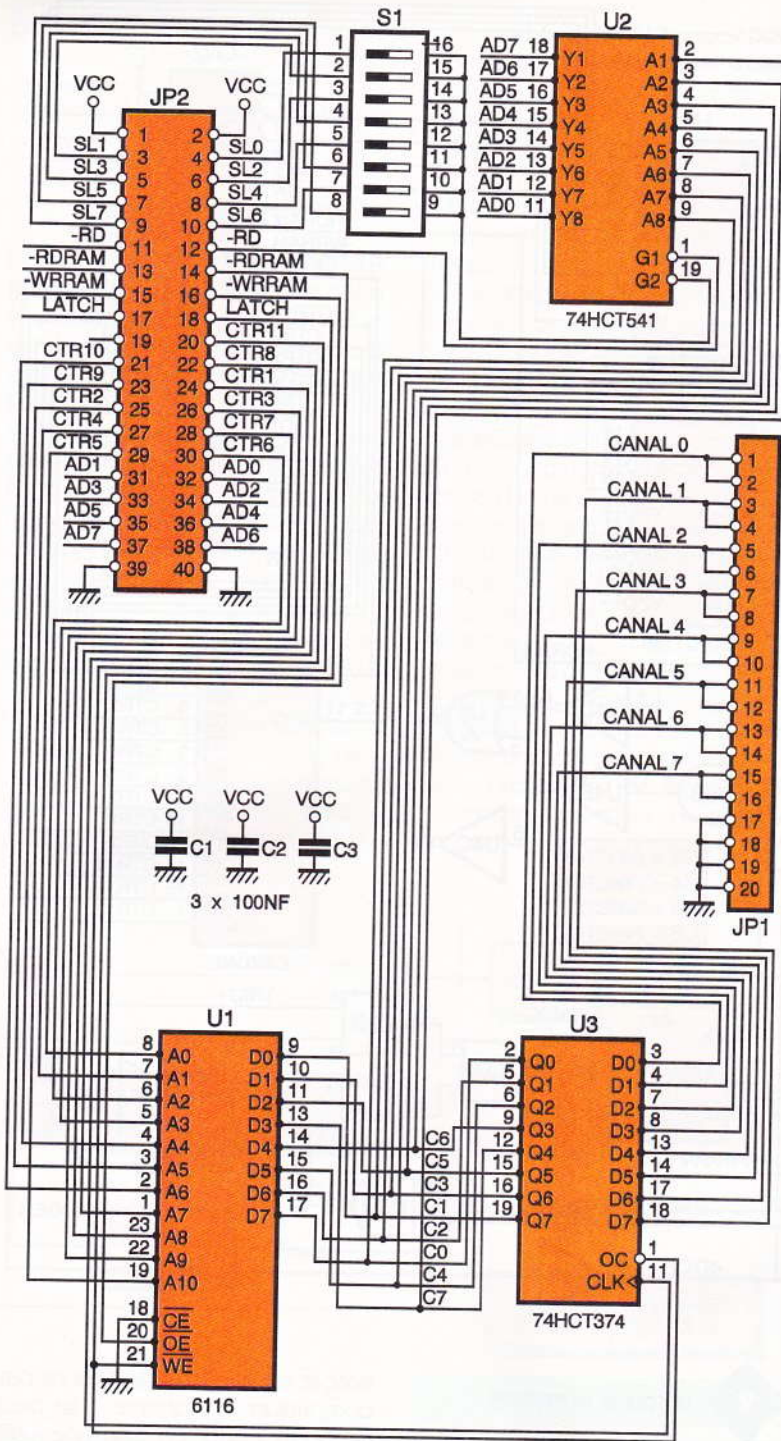 S1
1 16
2 15
3 14
4 13
5 12
6 11
7 10
8 9
U2
AD7 18 Y1 A1 2
AD6 17 Y2 A2 3
AD5 16 Y3 A3 4
AD4 15 Y4 A4 5
AD3 14 Y5 A5 6
AD2 13 Y6 A6 7
AD1 12 Y7 A7 8
AD0 11 Y8 A8 9
G1 1
G2 19
74HCT541
VCC VCC
JP2
1 2
SL1 3 4 SL0
SL3 5 6 SL2
SL5 7 8 SL4
SL7 9 10 SL6
-RD 11 12 -RD
-RDRAM 13 14 -RDRAM
-WRRAM 15 16 -WRRAM
LATCH 17 18 LATCH
19 20 CTR11
CTR10 21 22 CTR8
CTR9 23 24 CTR1
CTR2 25 26 CTR3
CTR4 27 28 CTR7
CTR5 29 30 CTR6
AD1 31 32 AD0
AD3 33 34 AD2
AD5 35 36 AD4
AD7 37 38 AD6
39 40
CANAL 0 1
2
CANAL 1 3
4
CANAL 2 5
6
CANAL 3 7
8
CANAL 4 9
10
CANAL 5 11
12
CANAL 6 13
14
CANAL 7 15
16
17
18
19
20
JP1
VCC VCC VCC
C1 C2 C3
3 x 100NF
U1
8 A0 D0 9
7 A1 D1 10
6 A2 D2 11
5 A3 D3 13
4 A4 D4 14
3 A5 D5 15
2 A6 D6 16
1 A7 D7 17
23 A8
22 A9
19 A10
18 CE
20 OE
21 WE
6116
C6
C5
C3
C1
C2
C0
C4
C7
U3
2 Q0 D0 3
5 Q1 D1 4
6 Q2 D2 7
9 Q3 D3 8
12 Q4 D4 13
15 Q5 D5 14
16 Q6 D6 17
19 Q7 D7 18
OC 1
CLK 11
74HCT374